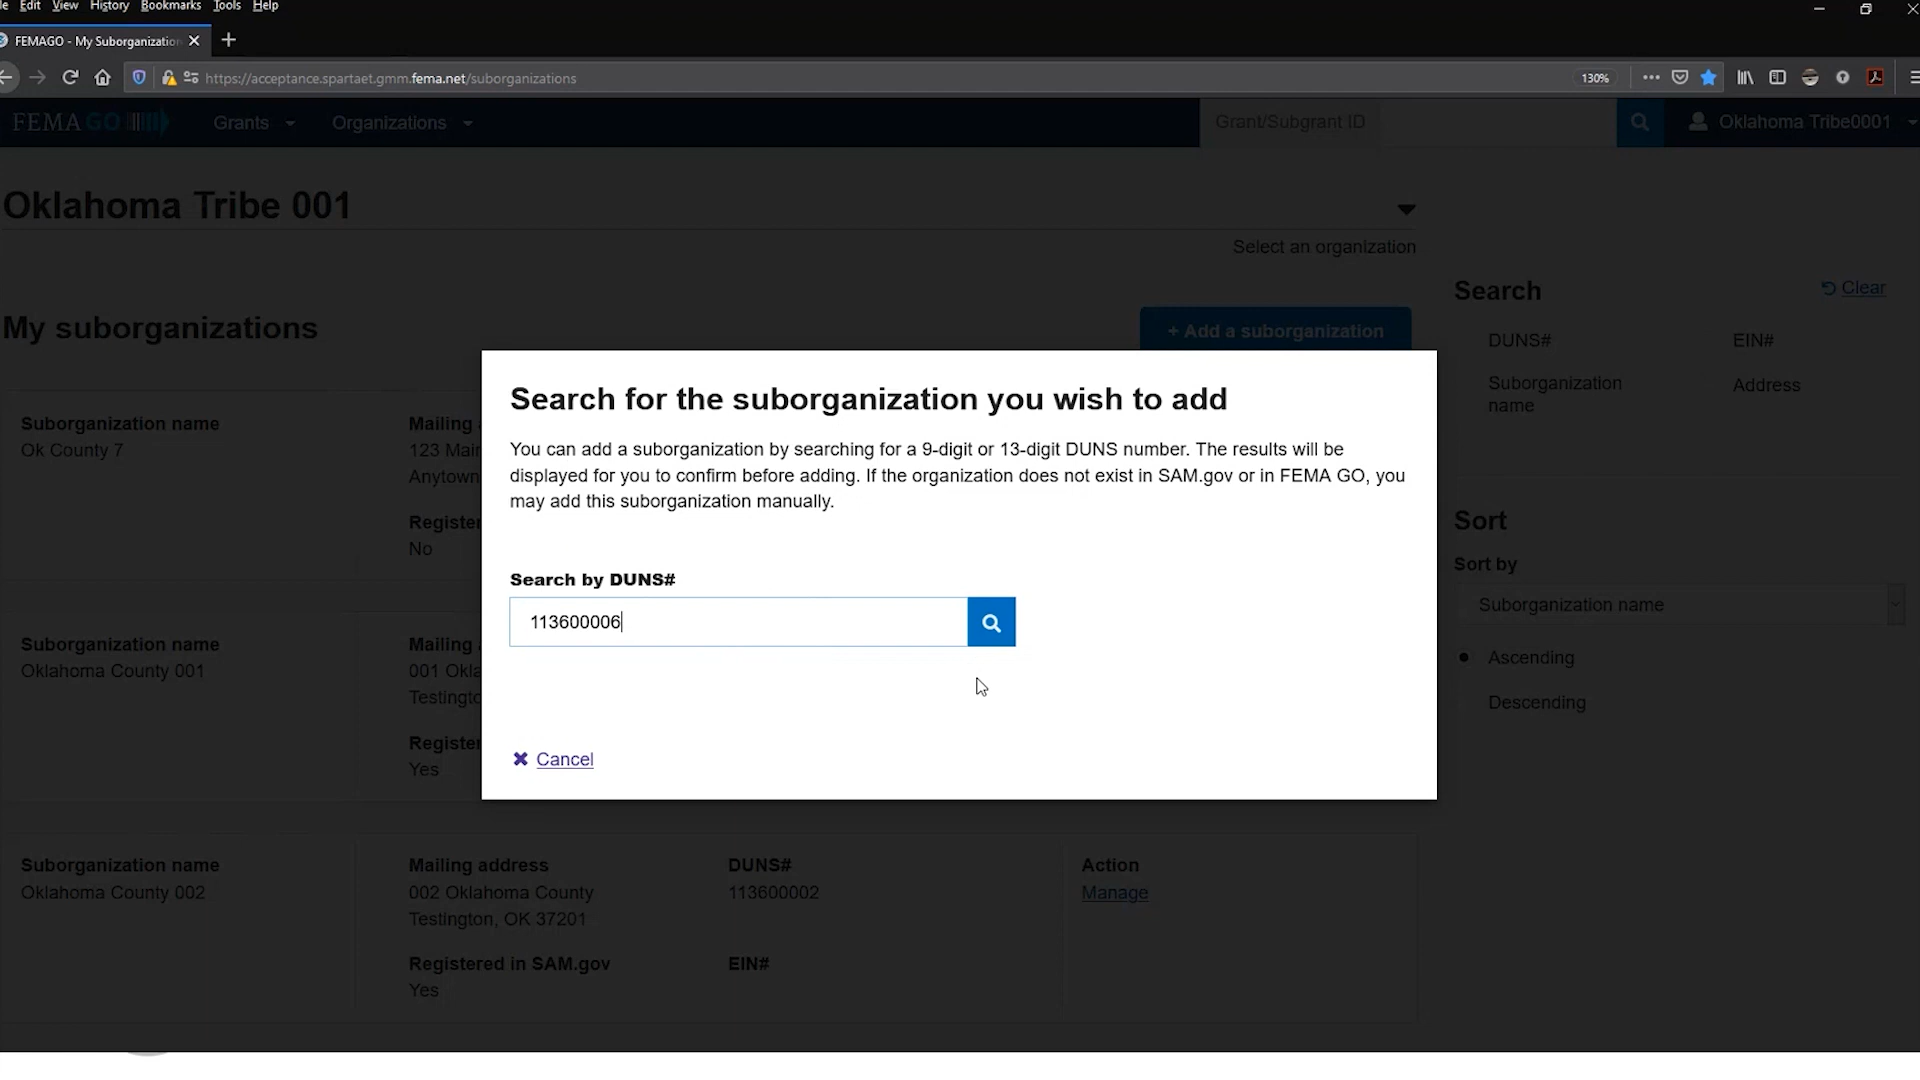 Edit View History Bookmarks Tools Help
FEMAGO - My Suborganization
https://acceptance.spartaet.gmm.fema.net/suborganizations 130%
FEMA GO Grants Organizations Grant/Subgrant ID Oklahoma Tribe0001
Oklahoma Tribe 001
Select an organization
Search Clear
My suborganizations + Add a suborganization
DUNS# EIN#
Suborganization Address
name
Search for the suborganization you wish to add
You can add a suborganization by searching for a 9-digit or 13-digit DUNS number. The results will be
displayed for you to confirm before adding. If the organization does not exist in SAM.gov or in FEMA GO, you
may add this suborganization manually.
Search by DUNS#
113600006
Cancel
Suborganization name Mailing
Ok County 7 123
Registe
No
Sort
Sort by
Suborganization name
Ascending
Descending
Suborganization name Mailing
Oklahoma County 001 001 Okla
Testingt
Registe
Yes
Suborganization name Mailing address DUNS# Action
Oklahoma County 002 002 Oklahoma County 113600002 Manage
Testington, OK 37201
Registered in SAM.gov EIN#
Yes